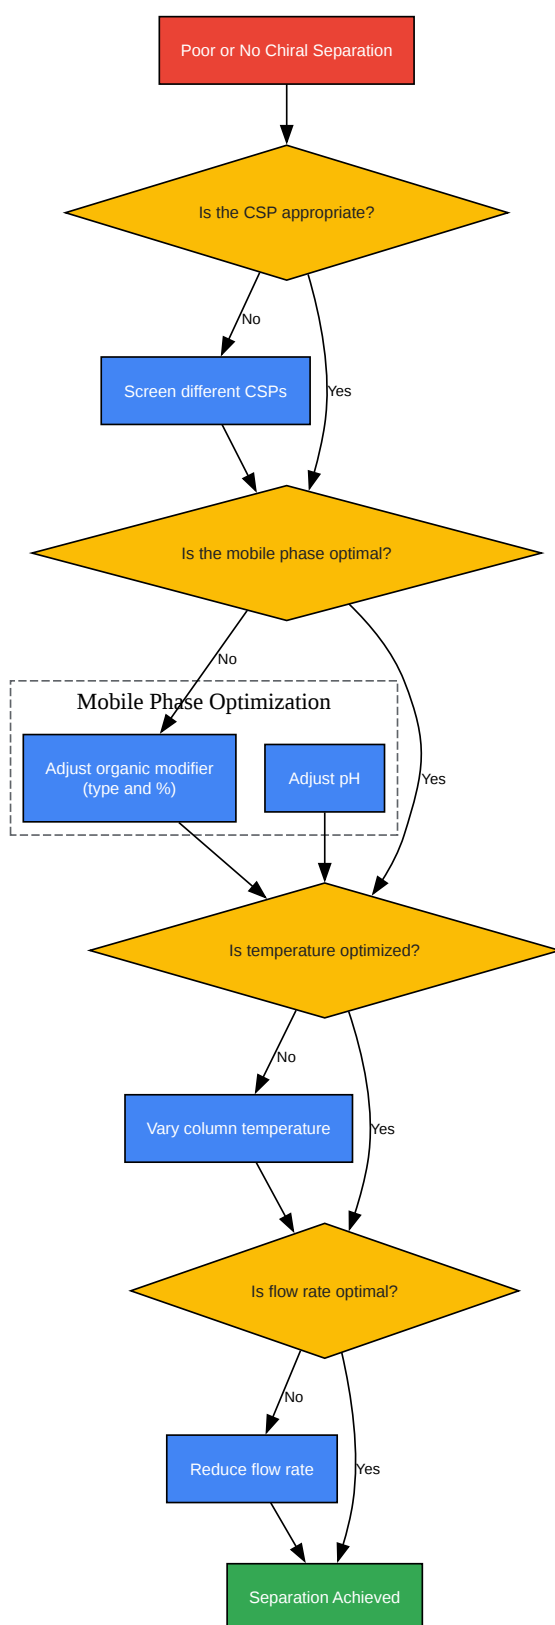 Poor or No Chiral Separation
Is the CSP appropriate?
No
Screen different CSPs
Yes
Is the mobile phase optimal?
No
Mobile Phase Optimization
Adjust organic modifier
(type and %)
Adjust pH
Yes
Is temperature optimized?
No
Vary column temperature
Yes
Is flow rate optimal?
No
Reduce flow rate
Yes
Separation Achieved